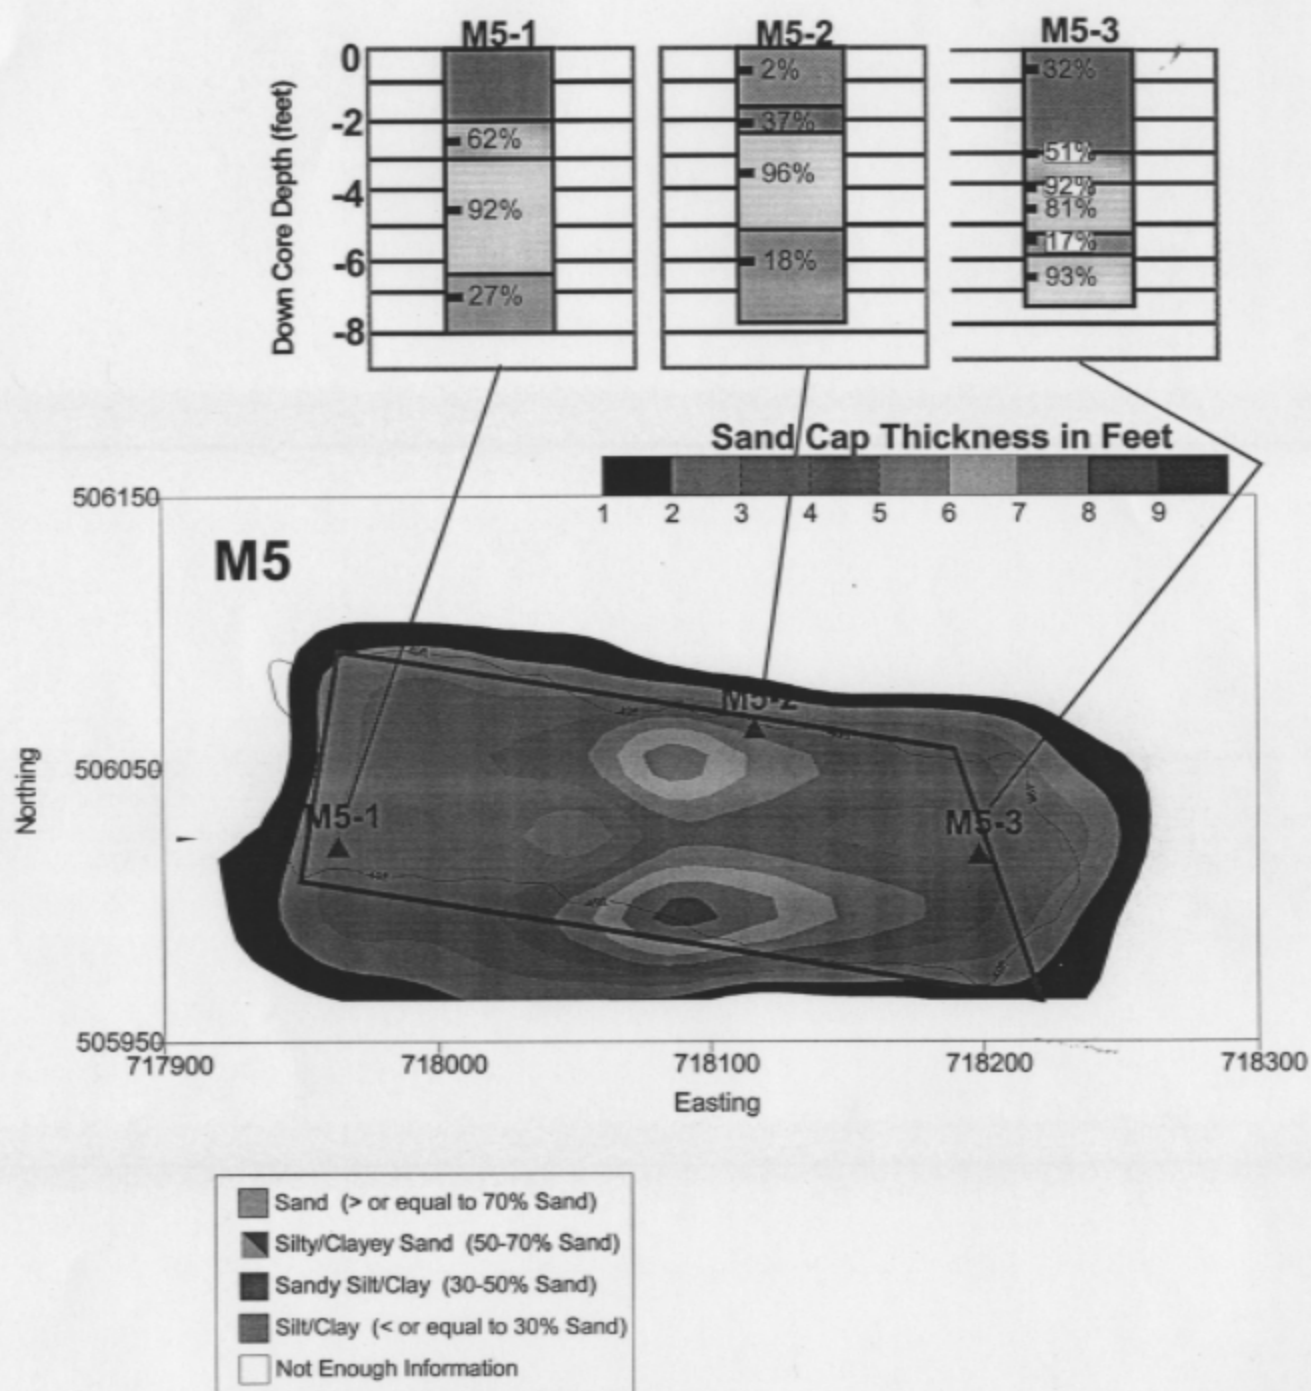 M5-1 M5-2 M5-3
0
2% 32%
-2
37%
62%
51%
96%
92%
-4
92% 81%
17%
-6
18%
93%
27%
-8
Down Core Depth (feet)
Sand Cap Thickness in Feet
1 2 3 4 5 6 7 8 9
506150
M5
M5-2
506050
Northing
M5-1
M5-3
505950
717900 718000 718100 718200 718300
Easting
Sand (> or equal to 70% Sand)
Silty/Clayey Sand (50-70% Sand)
Sandy Silt/Clay (30-50% Sand)
Silt/Clay (< or equal to 30% Sand)
Not Enough Information